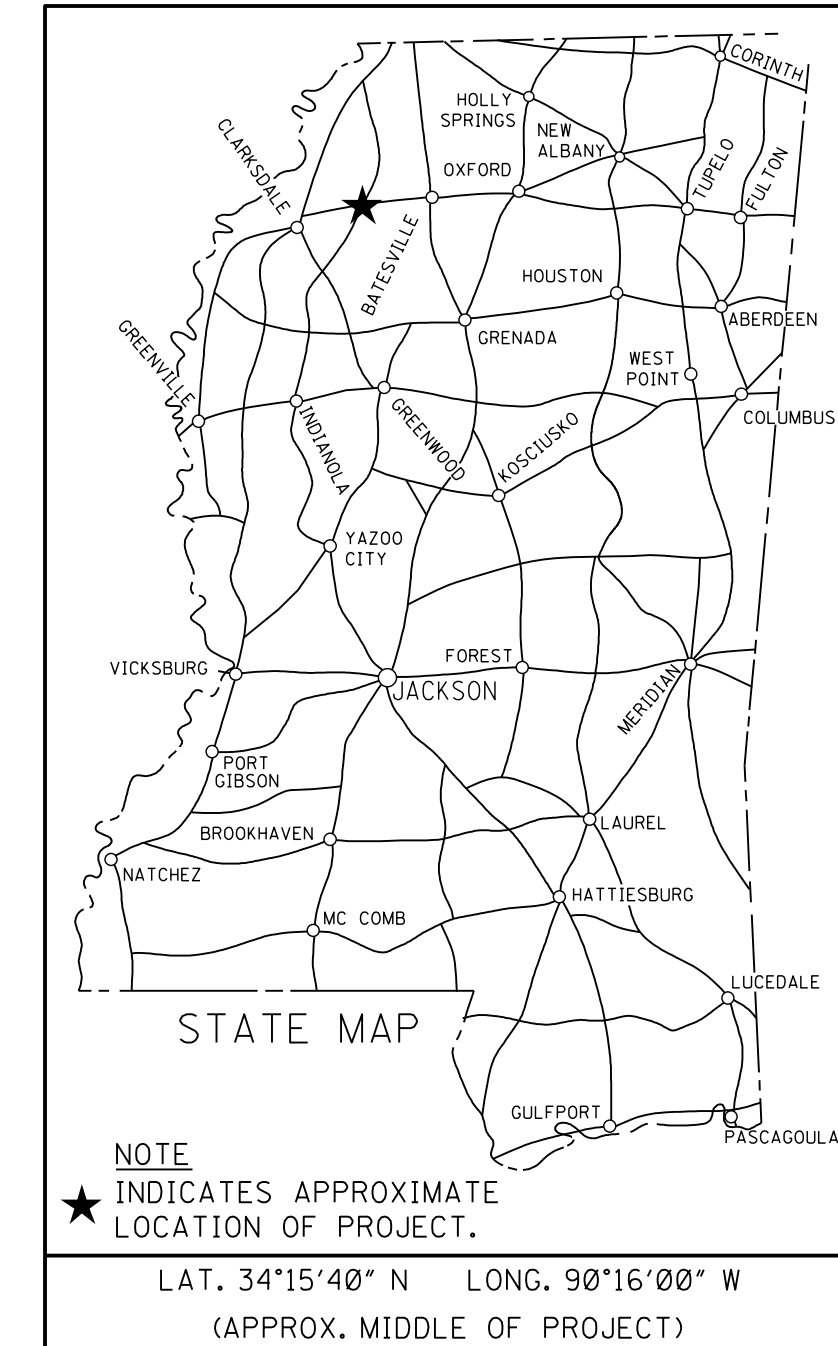 CORINTH
HOLLY
SPRINGS
NEW
ALBANY
CLARKSDALE
OXFORD
TUPELO
FULTON
BATESVILLE
HOUSTON
ABERDEEN
GRENADA
GREENVILLE
WEST
POINT
COLUMBUS
INDIANOLA
GREENWOOD
KOSCIUSKO
YAZOO
CITY
VICKSBURG
FOREST
JACKSON
MERIDIAN
PORT
GIBSON
BROOKHAVEN
LAUREL
NATCHEZ
HATTIESBURG
MC COMB
LUCEDALE
STATE MAP
GULFPORT
PASCAGOULA
NOTE
INDICATES APPROXIMATE
LOCATION OF PROJECT.
LAT. 34°15'40" N LONG. 90°16'00" W
(APPROX. MIDDLE OF PROJECT)